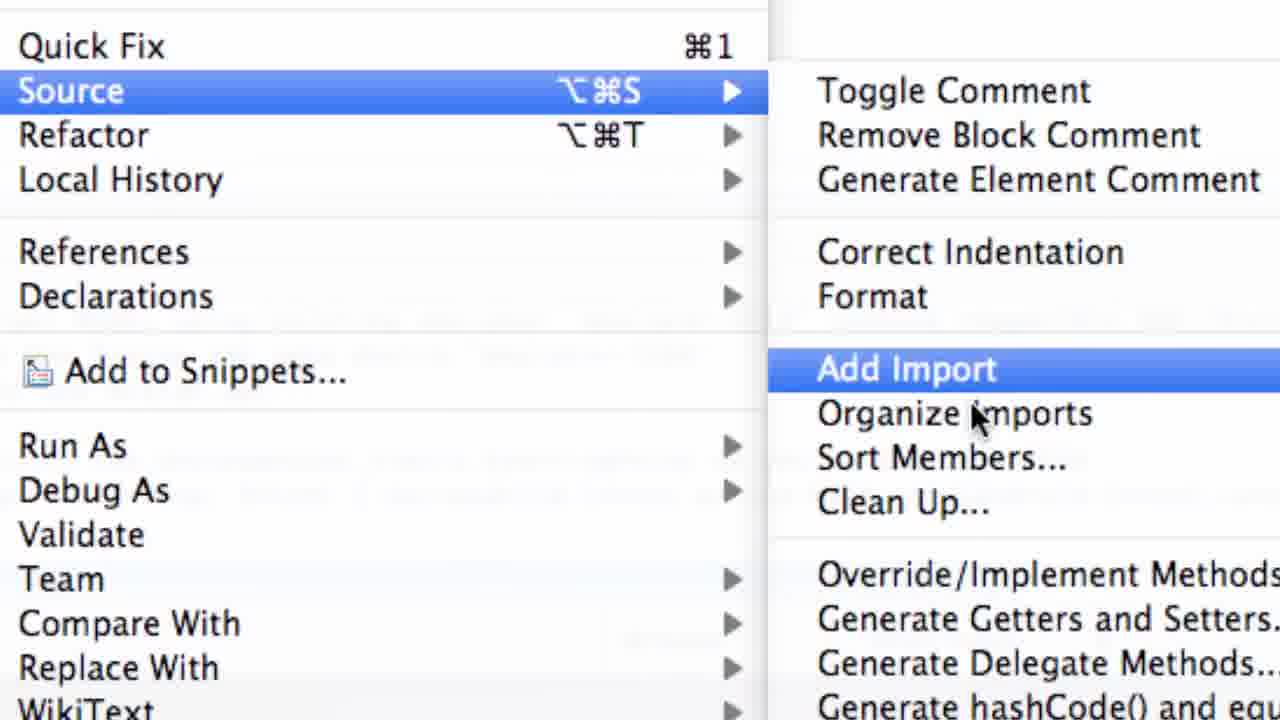 Quick Fix ⌘1
Source ⌥⌘S
Refactor ⌥⌘T
Local History
References
Declarations
Add to Snippets...
Run As
Debug As
Validate
Team
Compare With
Replace With
WikiText
Toggle Comment
Remove Block Comment
Generate Element Comment
Correct Indentation
Format
Add Import
Organize Imports
Sort Members...
Clean Up...
Override/Implement Methods
Generate Getters and Setters.
Generate Delegate Methods...
Generate hashCode() and equ